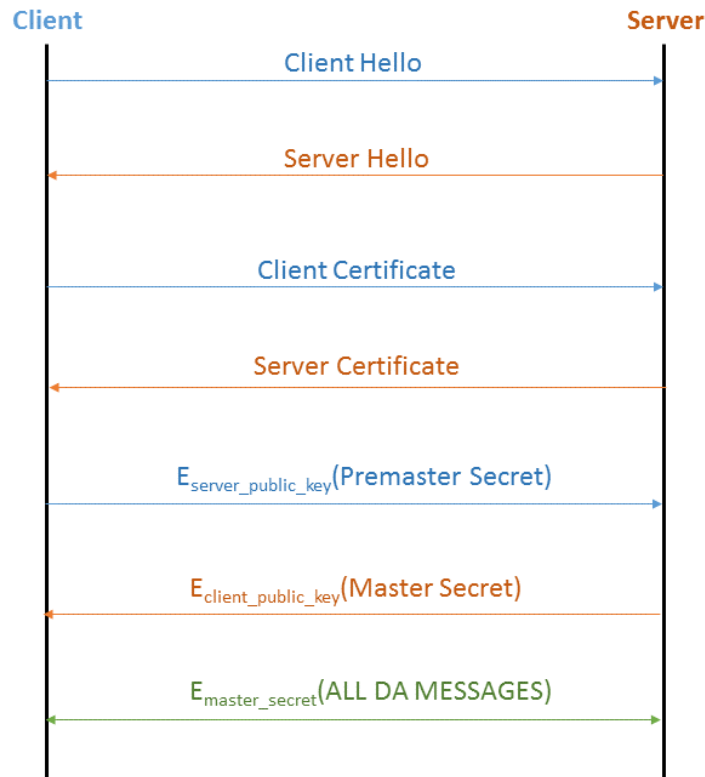 Client Server
Client Hello
Server Hello
Client Certificate
Server Certificate
Eserver_public_key(Premaster Secret)
Eclient_public_key(Master Secret)
Emaster_secret(ALL DA MESSAGES)